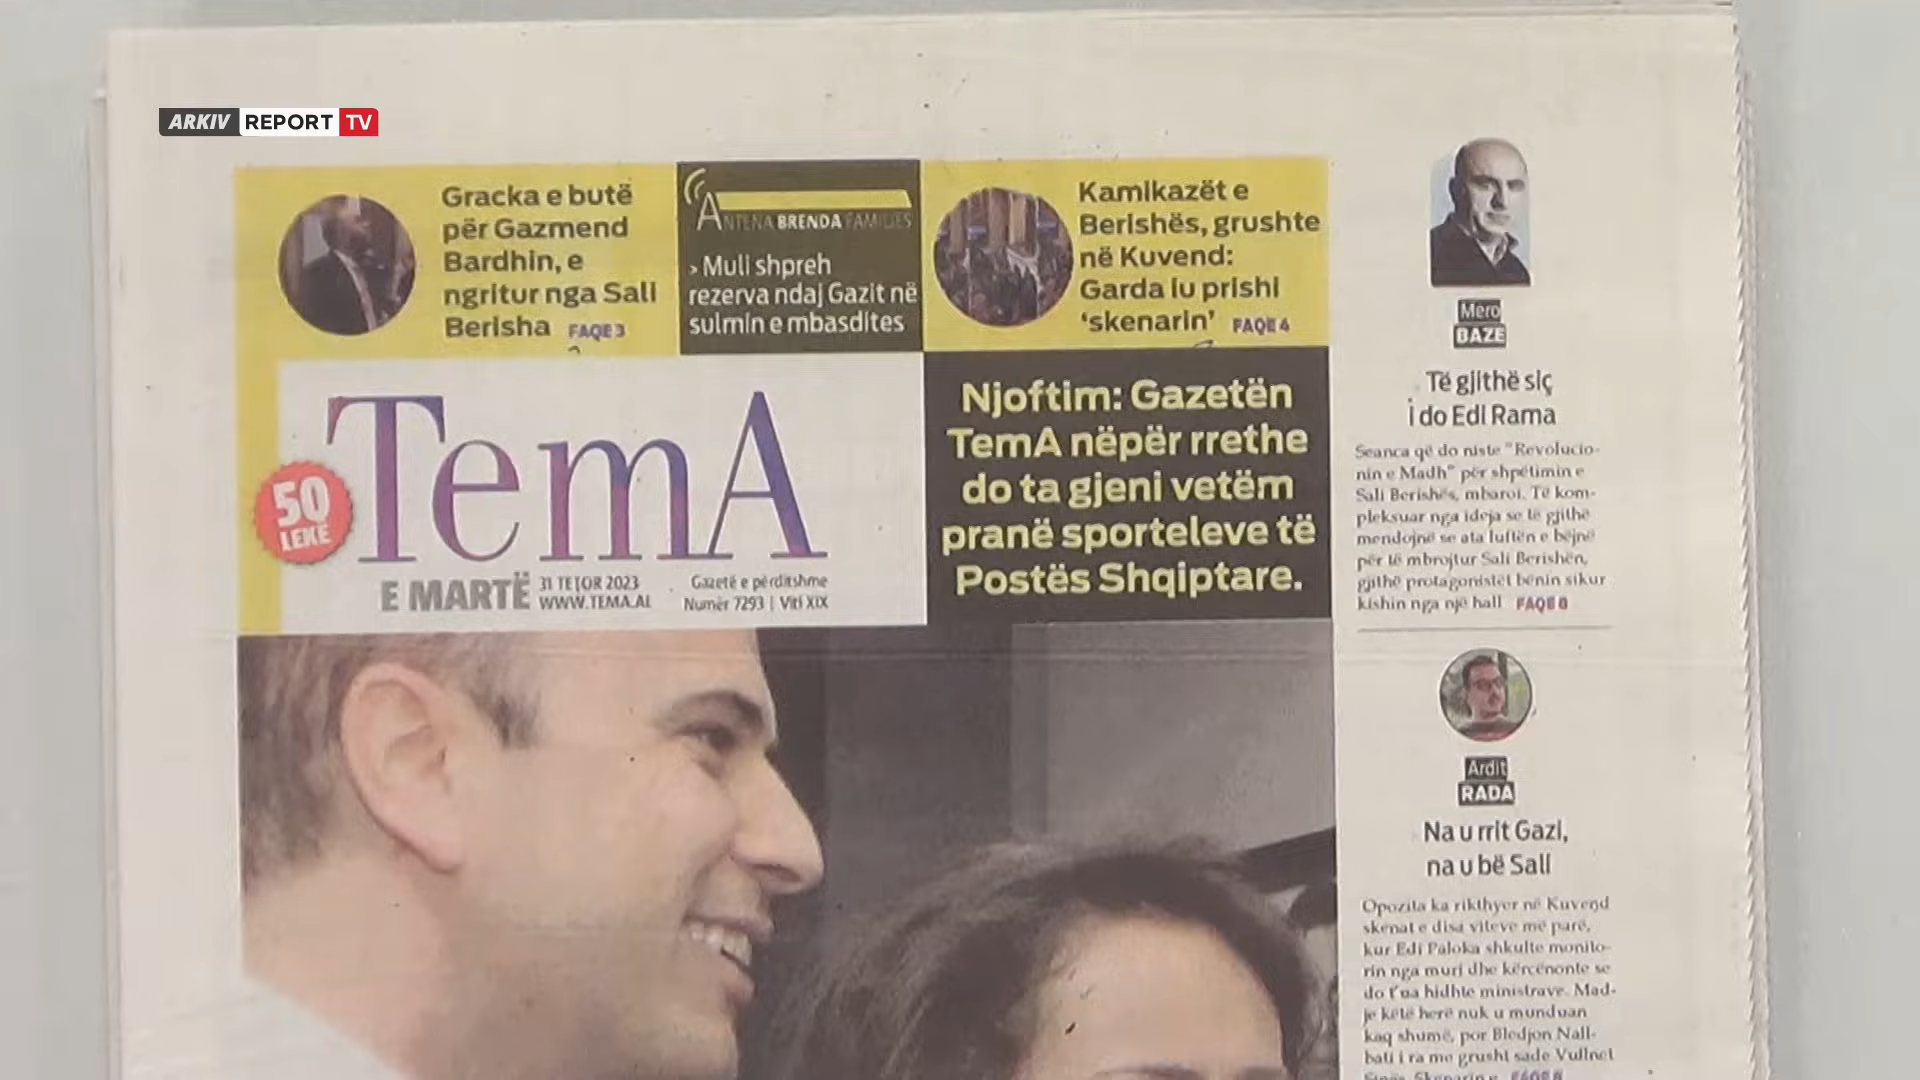 ARKIV REPORT TV
Gracka e butë
për Gazmend
Bardhin, e
ngritur nga Sali
Berisha FAQE 3
ANTENA BRENDA FAMILJES
› Muli shpreh
rezerva ndaj Gazit në
sulmin e mbasdites
Kamikazët e
Berishës, grushte
në Kuvend:
Garda iu prishi
‘skenarin’ FAQE 4
TemA
50
LEKË
E MARTË
31 TETOR 2023
WWW.TEMA.AL
Gazetë e përditshme
Numër 7293 | Viti XIX
Njoftim: Gazetën
TemA nëpër rrethe
do ta gjeni vetëm
pranë sporteleve të
Postës Shqiptare.
Mero
BAZE
Të gjithë siç
i do Edi Rama
Seanca që do niste "Revolucio-
nin e Madh" për shpëtimin e
Sali Berishës, mbaroi. Të kom-
pleksuar nga ideja se të gjithë
mendojnë se ata luftën e bëjnë
për të mbrojtur Sali Berishën,
gjithë protagonistët bënin sikur
kishin nga një hall FAQE 8
Ardit
RADA
Na u rrit Gazi,
na u bë Sali
Opozita ka rikthyer në Kuvend
skenat e disa viteve më parë,
kur Edi Paloka shkulte monito-
rin nga muri dhe kërcënonte se
do t'ua hidhte ministrave. Mad-
je këtë herë nuk u munduan
kaq shumë, por Bledjon Nall-
bati i ra me grusht sade Vullnet
Sinës. Skenarin e FAQE 8